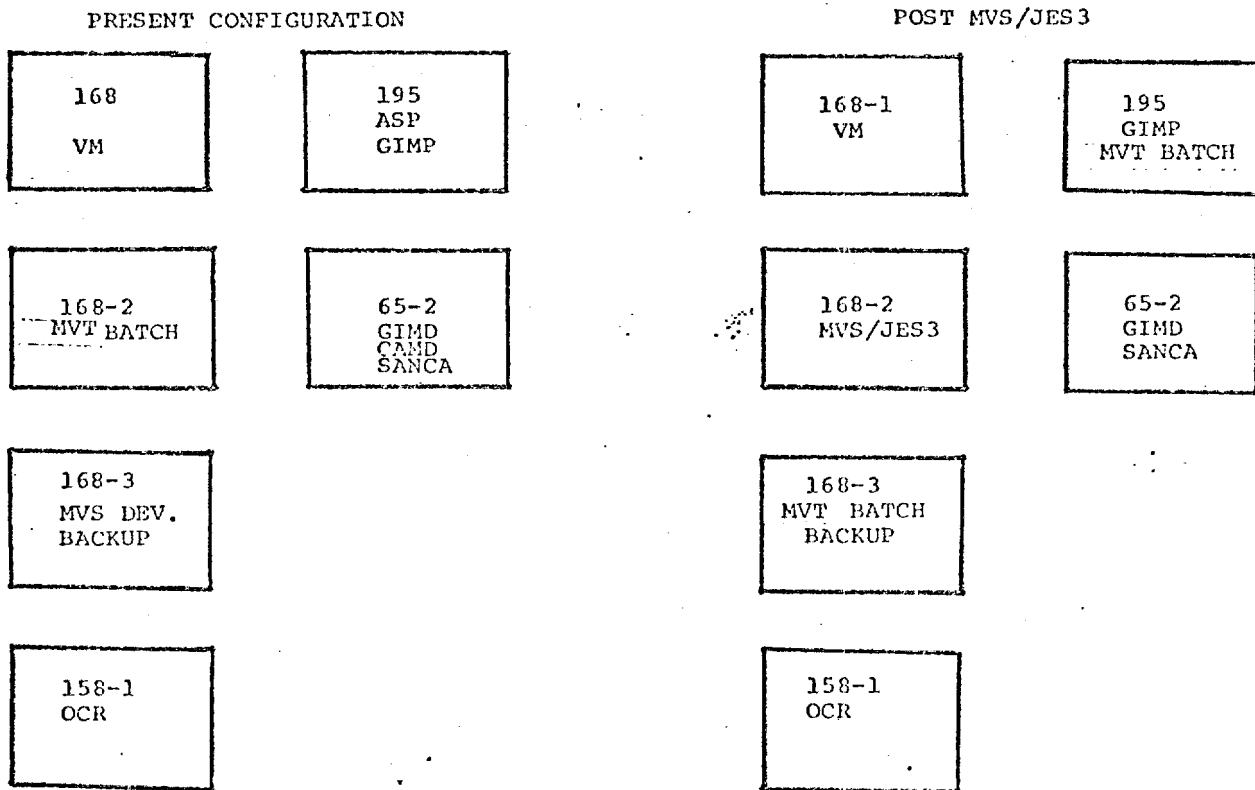 PRESENT CONFIGURATION
168
VM
195
ASP
GIMP
168-2
MVT BATCH
65-2
GIMD
CAMD
SANCA
168-3
MVS DEV.
BACKUP
158-1
OCR
POST MVS/JES3
168-1
VM
195
GIMP
MVT BATCH
168-2
MVS/JES3
65-2
GIMD
SANCA
168-3
MVT BATCH
BACKUP
158-1
OCR